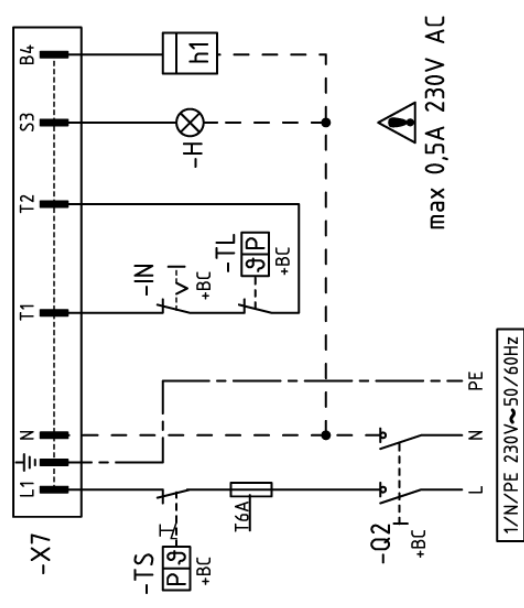 -X7
L1
N
T1
T2
S3
B4
h1
-H
-IN
+BC
-TL
ϑ P
+BC
max 0,5A 230V AC
-TS
P ϑ
+BC
T6A
-Q2
+BC
L
N
PE
1/N/PE 230V~50/60Hz